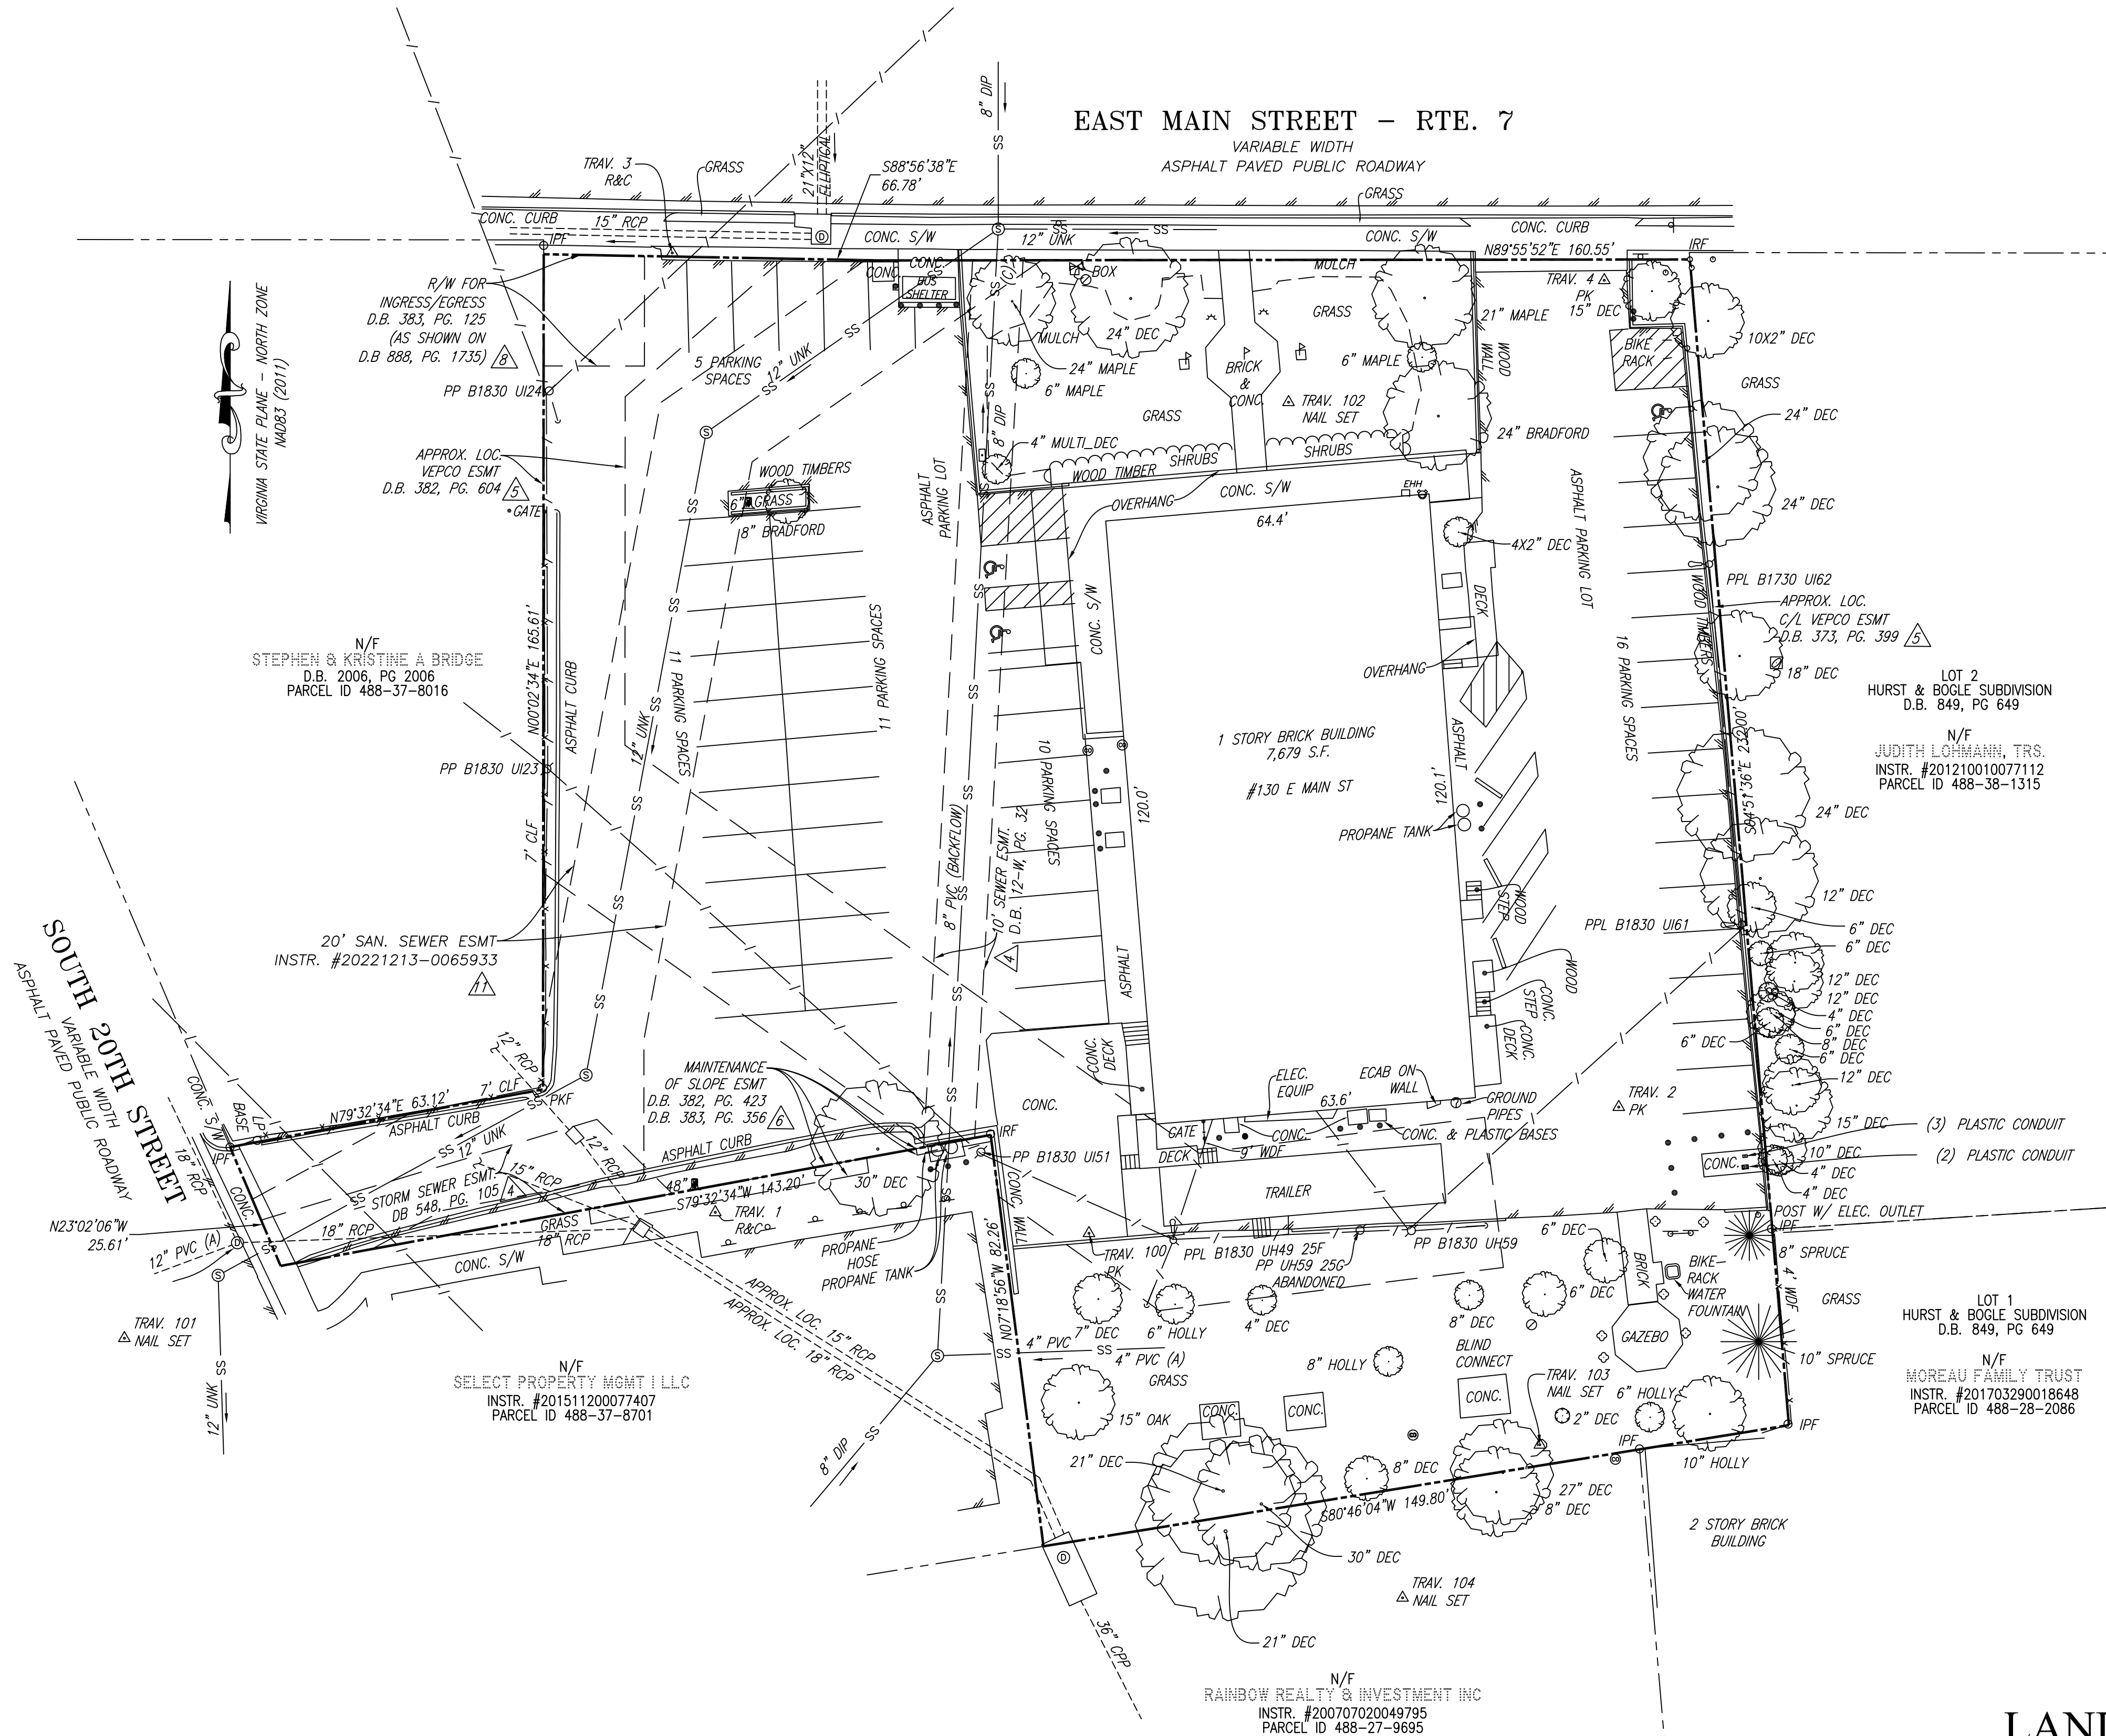 EAST MAIN STREET - RTE. 7
VARIABLE WIDTH
ASPHALT PAVED PUBLIC ROADWAY
8" DIP
SS
21"X12"
ELLIPTICAL
TRAV. 3
R&C
GRASS
S88°56'38"E
66.78'
GRASS
CONC. CURB
15" RCP
D
CONC. S/W
S
12" UNK
SS
CONC. S/W
CONC. CURB
N89°55'52"E 160.55'
IPF
IRF
R/W FOR
INGRESS/EGRESS
D.B. 383, PG. 125
(AS SHOWN ON
D.B 888, PG. 1735)
8
CONC.
CONC.
BUS
SHELTER
SS
(C)
BOX
MULCH
TRAV. 4
PK
15" DEC
21" MAPLE
GRASS
24" DEC
MULCH
10X2" DEC
VIRGINIA STATE PLANE - NORTH ZONE
NAD83 (2011)
5 PARKING
SPACES
12" UNK
24" MAPLE
6" MAPLE
BRICK
&
CONC.
6" MAPLE
WOOD
WALL
BIKE
RACK
GRASS
PP B1830 UI24
TRAV. 102
NAIL SET
GRASS
24" DEC
24" BRADFORD
S
8" DIP
4" MULTI_DEC
SHRUBS
SHRUBS
WOOD TIMBER
APPROX. LOC.
VEPCO ESMT
D.B. 382, PG. 604
5
GATE
WOOD TIMBERS
6"
GRASS
8" BRADFORD
ASPHALT
PARKING LOT
OVERHANG
CONC. S/W
EHH
64.4'
ASPHALT PARKING LOT
24" DEC
4X2" DEC
DECK
PPL B1730 UI62
WOOD TIMBERS
APPROX. LOC.
C/L VEPCO ESMT
D.B. 373, PG. 399
5
CONC. S/W
SS
N/F
STEPHEN & KRISTINE A BRIDGE
D.B. 2006, PG 2006
PARCEL ID 488-37-8016
N00°02'34"E 165.61'
ASPHALT CURB
11 PARKING SPACES
11 PARKING SPACES
12" UNK
OVERHANG
16 PARKING SPACES
18" DEC
LOT 2
HURST & BOGLE SUBDIVISION
D.B. 849, PG 649
N/F
JUDITH LOHMANN, TRS.
INSTR. #201210010077112
PARCEL ID 488-38-1315
1 STORY BRICK BUILDING
7,679 S.F.
#130 E MAIN ST
ASPHALT
120.1'
120.0'
S04°51'36"E 232.00'
PP B1830 UI23
7' CLF
10 PARKING SPACES
PROPANE TANK
24" DEC
8" PVC (BACKFLOW)
10' SEWER ESMT.
D.B. 12-W, PG. 32
4
12" DEC
WOOD
STEP
PPL B1830 UI61
6" DEC
6" DEC
20' SAN. SEWER ESMT
INSTR. #20221213-0065933
11
ASPHALT
WOOD
CONC.
STEP
CONC.
DECK
12" DEC
12" DEC
4" DEC
6" DEC
8" DEC
6" DEC
6" DEC
12" DEC
SOUTH 20TH STREET
VARIABLE WIDTH
ASPHALT PAVED PUBLIC ROADWAY
12" RCP
S
7' CLF
PKF
N79°32'34"E 63.12'
ASPHALT CURB
CONC. S/W
BASE
LP
IPF
18" RCP
MAINTENANCE
OF SLOPE ESMT
D.B. 382, PG. 423
D.B. 383, PG. 356
6
CONC.
DECK
CONC.
ELEC.
EQUIP
ECAB ON
WALL
63.6'
GROUND
PIPES
TRAV. 2
PK
15" DEC
(3) PLASTIC CONDUIT
10" DEC
(2) PLASTIC CONDUIT
CONC.
4" DEC
4" DEC
12" UNK
12" RCP
ASPHALT CURB
IRF
PP B1830 UI51
GATE
CONC.
CONC. & PLASTIC BASES
DECK
9' WDF
TRAILER
STORM SEWER ESMT.
DB 548, PG. 105
4
15" RCP
48"
S79°32'34"W 143.20'
30" DEC
TRAV. 1
R&C
CONC. WALL
POST W/ ELEC. OUTLET
IPF
N23°02'06"W
25.61'
CONC.
18" RCP
GRASS
18" RCP
CONC. S/W
12" PVC (A)
D
S
PROPANE
HOSE
PROPANE TANK
TRAV. 100
PK
PPL B1830 UH49 25F
PP UH59 25G
ABANDONED
PP B1830 UH59
6" DEC
BRICK
BIKE-
RACK
WATER
FOUNTAIN
8" SPRUCE
4' WDF
GRASS
TRAV. 101
NAIL SET
APPROX. LOC. 15" RCP
APPROX. LOC. 18" RCP
N07°18'56"W 82.26'
7" DEC
6" HOLLY
4" DEC
8" DEC
6" DEC
GAZEBO
LOT 1
HURST & BOGLE SUBDIVISION
D.B. 849, PG 649
10" SPRUCE
4" PVC
SS
4" PVC (A)
GRASS
BLIND
CONNECT
8" HOLLY
N/F
SELECT PROPERTY MGMT I LLC
INSTR. #201511200077407
PARCEL ID 488-37-8701
N/F
MOREAU FAMILY TRUST
INSTR. #201703290018648
PARCEL ID 488-28-2086
12" UNK
SS
15" OAK
CONC.
CONC.
CONC.
TRAV. 103
NAIL SET
6" HOLLY
2" DEC
IPF
IPF
10" HOLLY
8" DIP
SS
21" DEC
8" DEC
27" DEC
8" DEC
S80°46'04"W 149.80'
2 STORY BRICK
BUILDING
D
30" DEC
TRAV. 104
NAIL SET
21" DEC
36" CPP
N/F
RAINBOW REALTY & INVESTMENT INC
INSTR. #200707020049795
PARCEL ID 488-27-9695
LAN